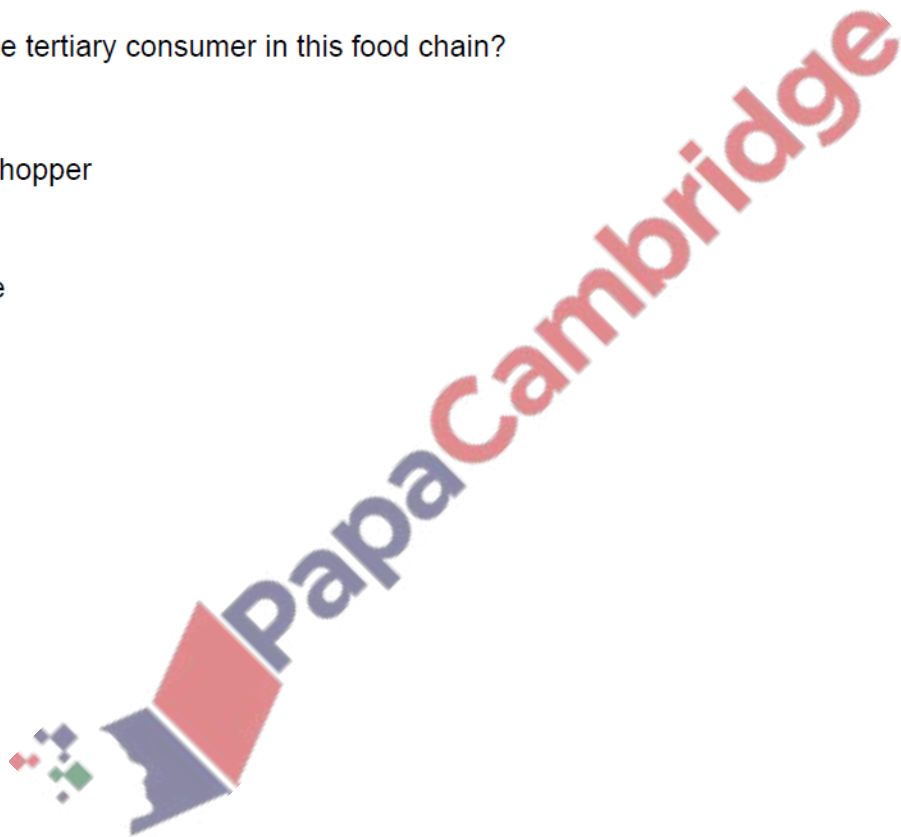 e tertiary consumer in this food chain?
hopper
e
PapaCambridge